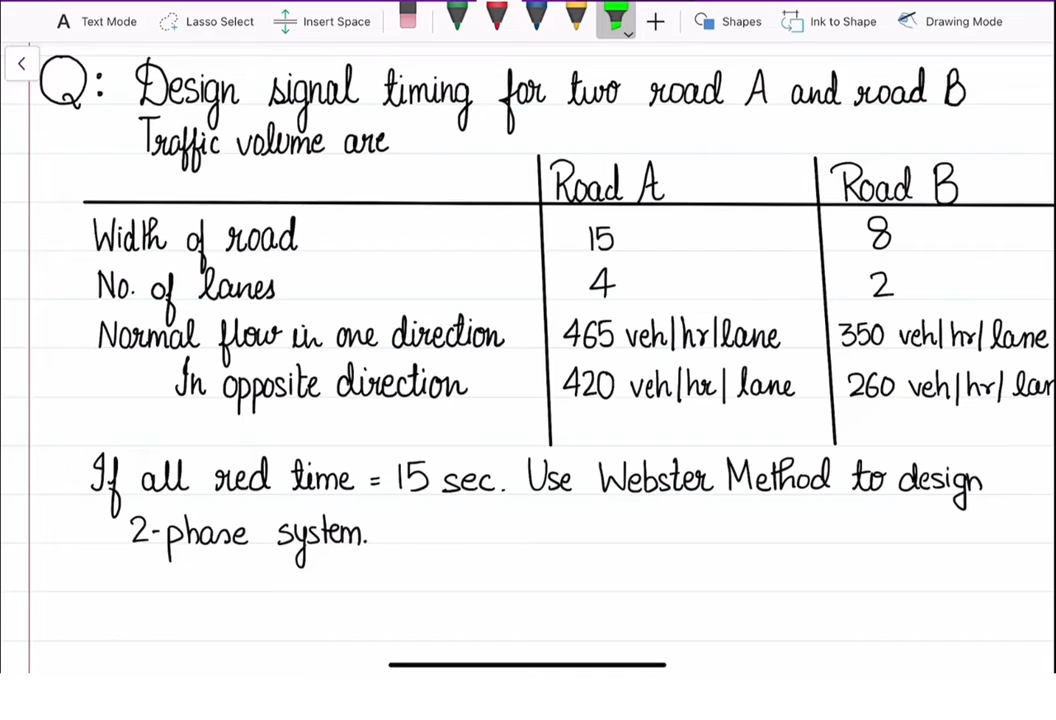 A Text Mode Lasso Select Insert Space Shapes Ink to Shape Drawing Mode
Q: Design signal timing for two road A and road B
Traffic volume are
Road A Road B
Width of road 15 8
No. of lanes 4 2
Normal flow in one direction 465 veh/hr/lane 350 veh/hr/lane
In opposite direction 420 veh/hr/lane 260 veh/hr/lan
If all red time = 15 sec. Use Webster Method to design
2-phase system.